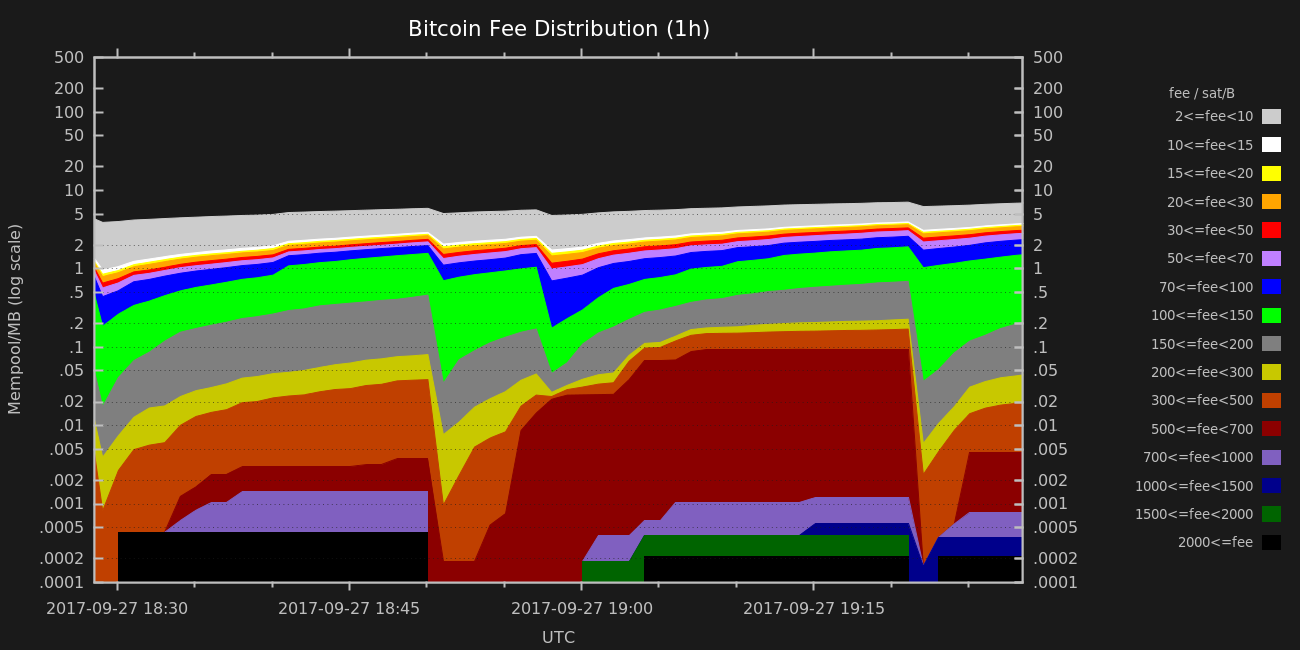 Bitcoin Fee Distribution (1h)
500 500
200 200
100 100
50 50
20 20
10 10
5 5
2 2
1 1
.5 .5
.2 .2
.1 .1
.05 .05
.02 .02
.01 .01
.005 .005
.002 .002
.001 .001
.0005 .0005
.0002 .0002
.0001 .0001
Mempool/MB (log scale)
2017-09-27 18:30 2017-09-27 18:45 2017-09-27 19:00 2017-09-27 19:15
UTC
fee / sat/B
2<=fee<10
10<=fee<15
15<=fee<20
20<=fee<30
30<=fee<50
50<=fee<70
70<=fee<100
100<=fee<150
150<=fee<200
200<=fee<300
300<=fee<500
500<=fee<700
700<=fee<1000
1000<=fee<1500
1500<=fee<2000
2000<=fee